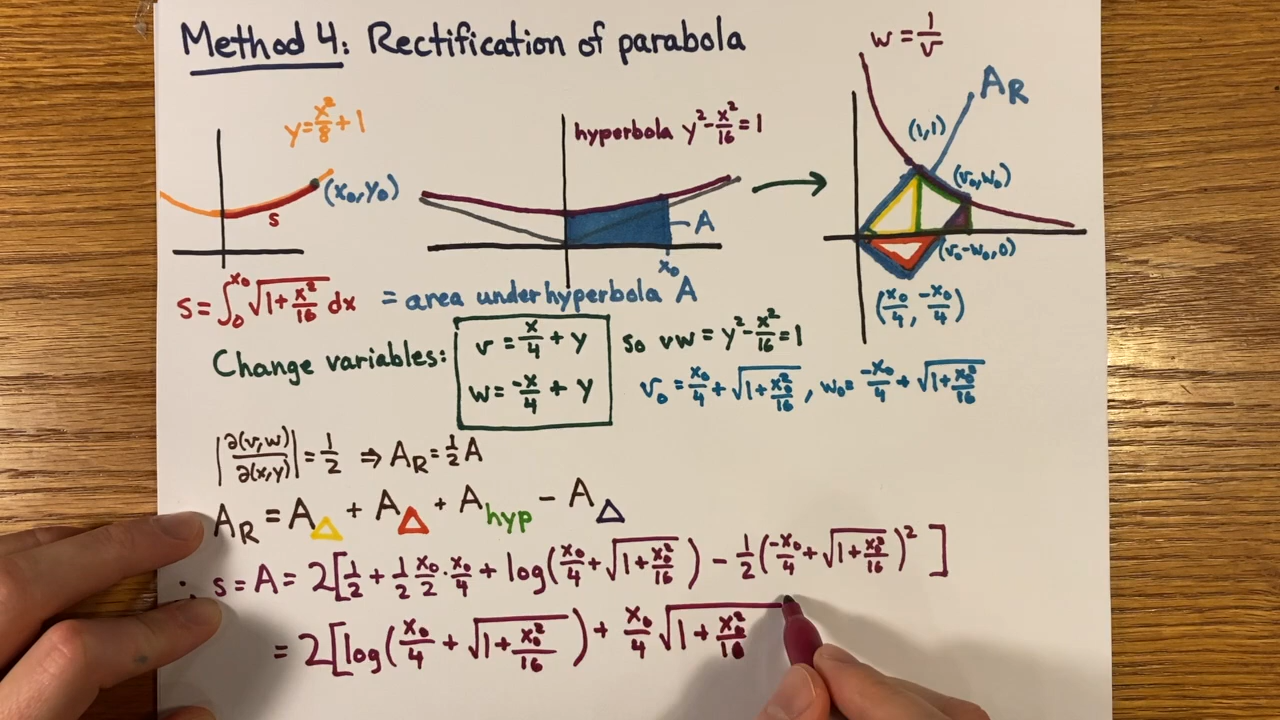 Method 4: Rectification of parabola
w = 1/v
y = x²/8 + 1
(x₀, y₀)
s
hyperbola y² - x²/16 = 1
A
x₀
A_R
(1,1)
(v₀, w₀)
(v₀-w₀, 0)
(x₀/4, -x₀/4)
s = ∫₀^x₀ √(1 + x²/16) dx = area under hyperbola A
Change variables:
v = x/4 + y
w = -x/4 + y
so vw = y² - x²/16 = 1
v₀ = x₀/4 + √(1 + x₀²/16), w₀ = -x₀/4 + √(1 + x₀²/16)
|∂(v,w)/∂(x,y)| = 1/2 ⇒ A_R = 1/2 A
A_R = A_△ + A_△ + A_hyp - A_△
∴ s = A = 2[1/2 + 1/2 x₀/2 · x₀/4 + log(x₀/4 + √(1 + x₀²/16)) - 1/2(-x₀/4 + √(1 + x₀²/16))²]
= 2[log(x₀/4 + √(1 + x₀²/16)) + x₀/4 √(1 + x₀²/16)